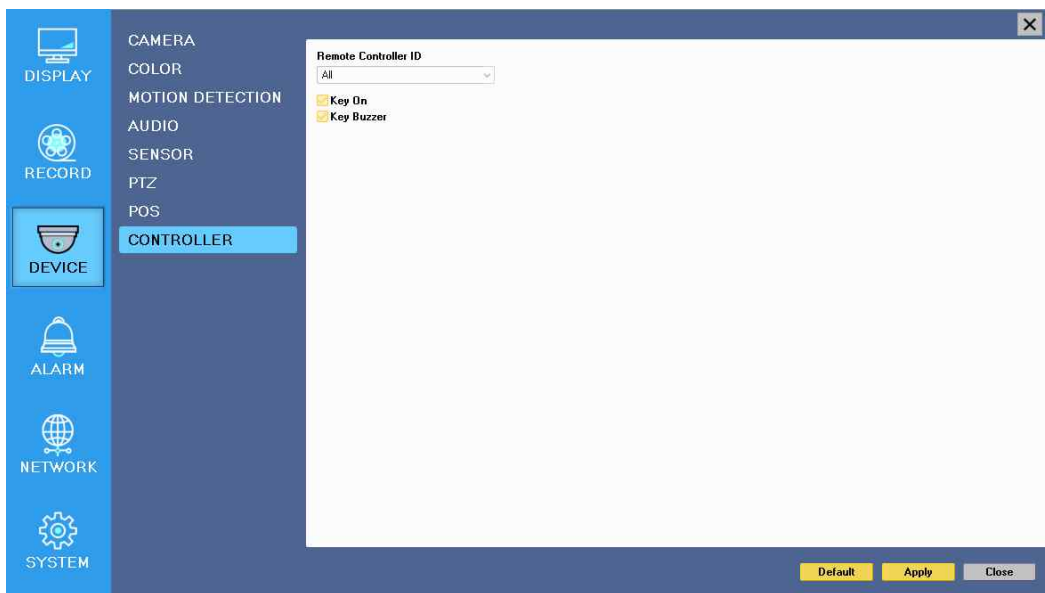 DISPLAY
RECORD
DEVICE
ALARM
NETWORK
SYSTEM
CAMERA
COLOR
MOTION DETECTION
AUDIO
SENSOR
PTZ
POS
CONTROLLER
Remote Controller ID
All
Key On
Key Buzzer
Default Apply Close